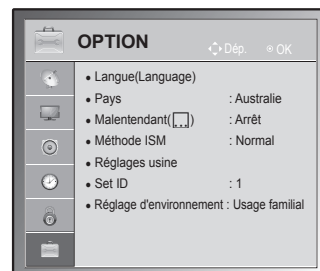 OPTION
Dép. OK
• Langue(Language)
• Pays : Australie
• Malentendant( ) : Arrêt
• Méthode ISM : Normal
• Réglages usine
• Set ID : 1
• Réglage d'environnement : Usage familial